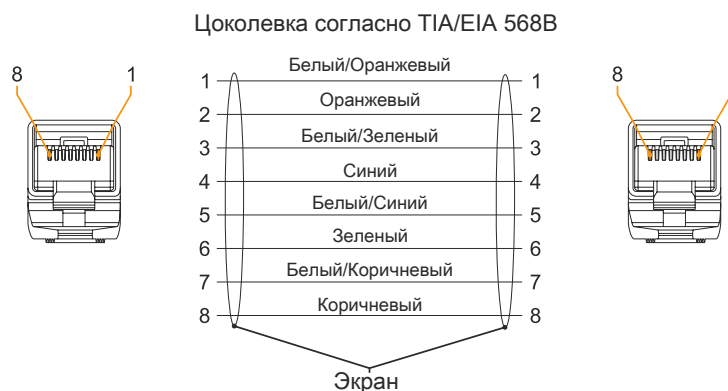 Цоколевка согласно TIA/EIA 568B
8 1
8
1 Белый/Оранжевый 1
2 Оранжевый 2
3 Белый/Зеленый 3
4 Синий 4
5 Белый/Синий 5
6 Зеленый 6
7 Белый/Коричневый 7
8 Коричневый 8
Экран